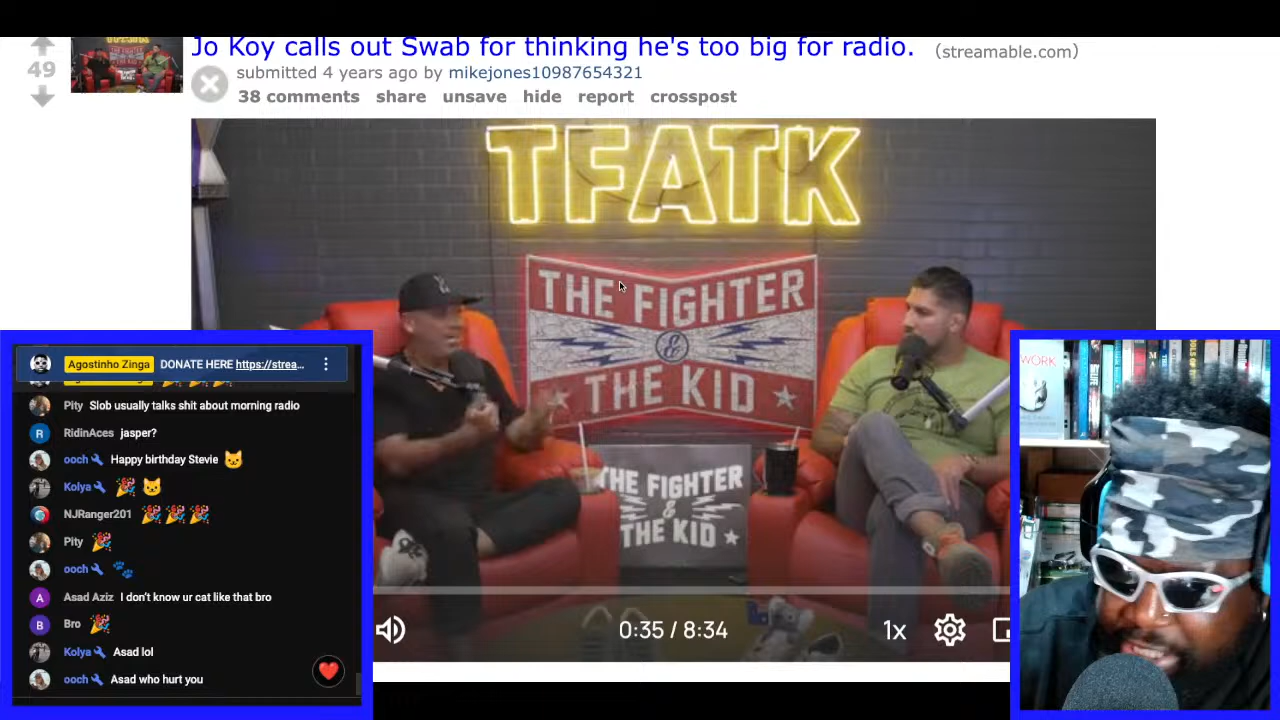 Jo Koy calls out Swab for thinking he's too big for radio. (streamable.com)
49
submitted 4 years ago by mikejones10987654321
38 comments share unsave hide report crosspost
TFATK
THE FIGHTER
&
THE KID
THE FIGHTER
&
THE KID
0:35 / 8:34
1x
Agostinho Zinga DONATE HERE https://strea...
Pity Slob usually talks shit about morning radio
RidinAces jasper?
ooch Happy birthday Stevie
Kolya
NJRanger201
Pity
ooch
Asad Aziz I don't know ur cat like that bro
Bro
Kolya Asad lol
ooch Asad who hurt you
WORK